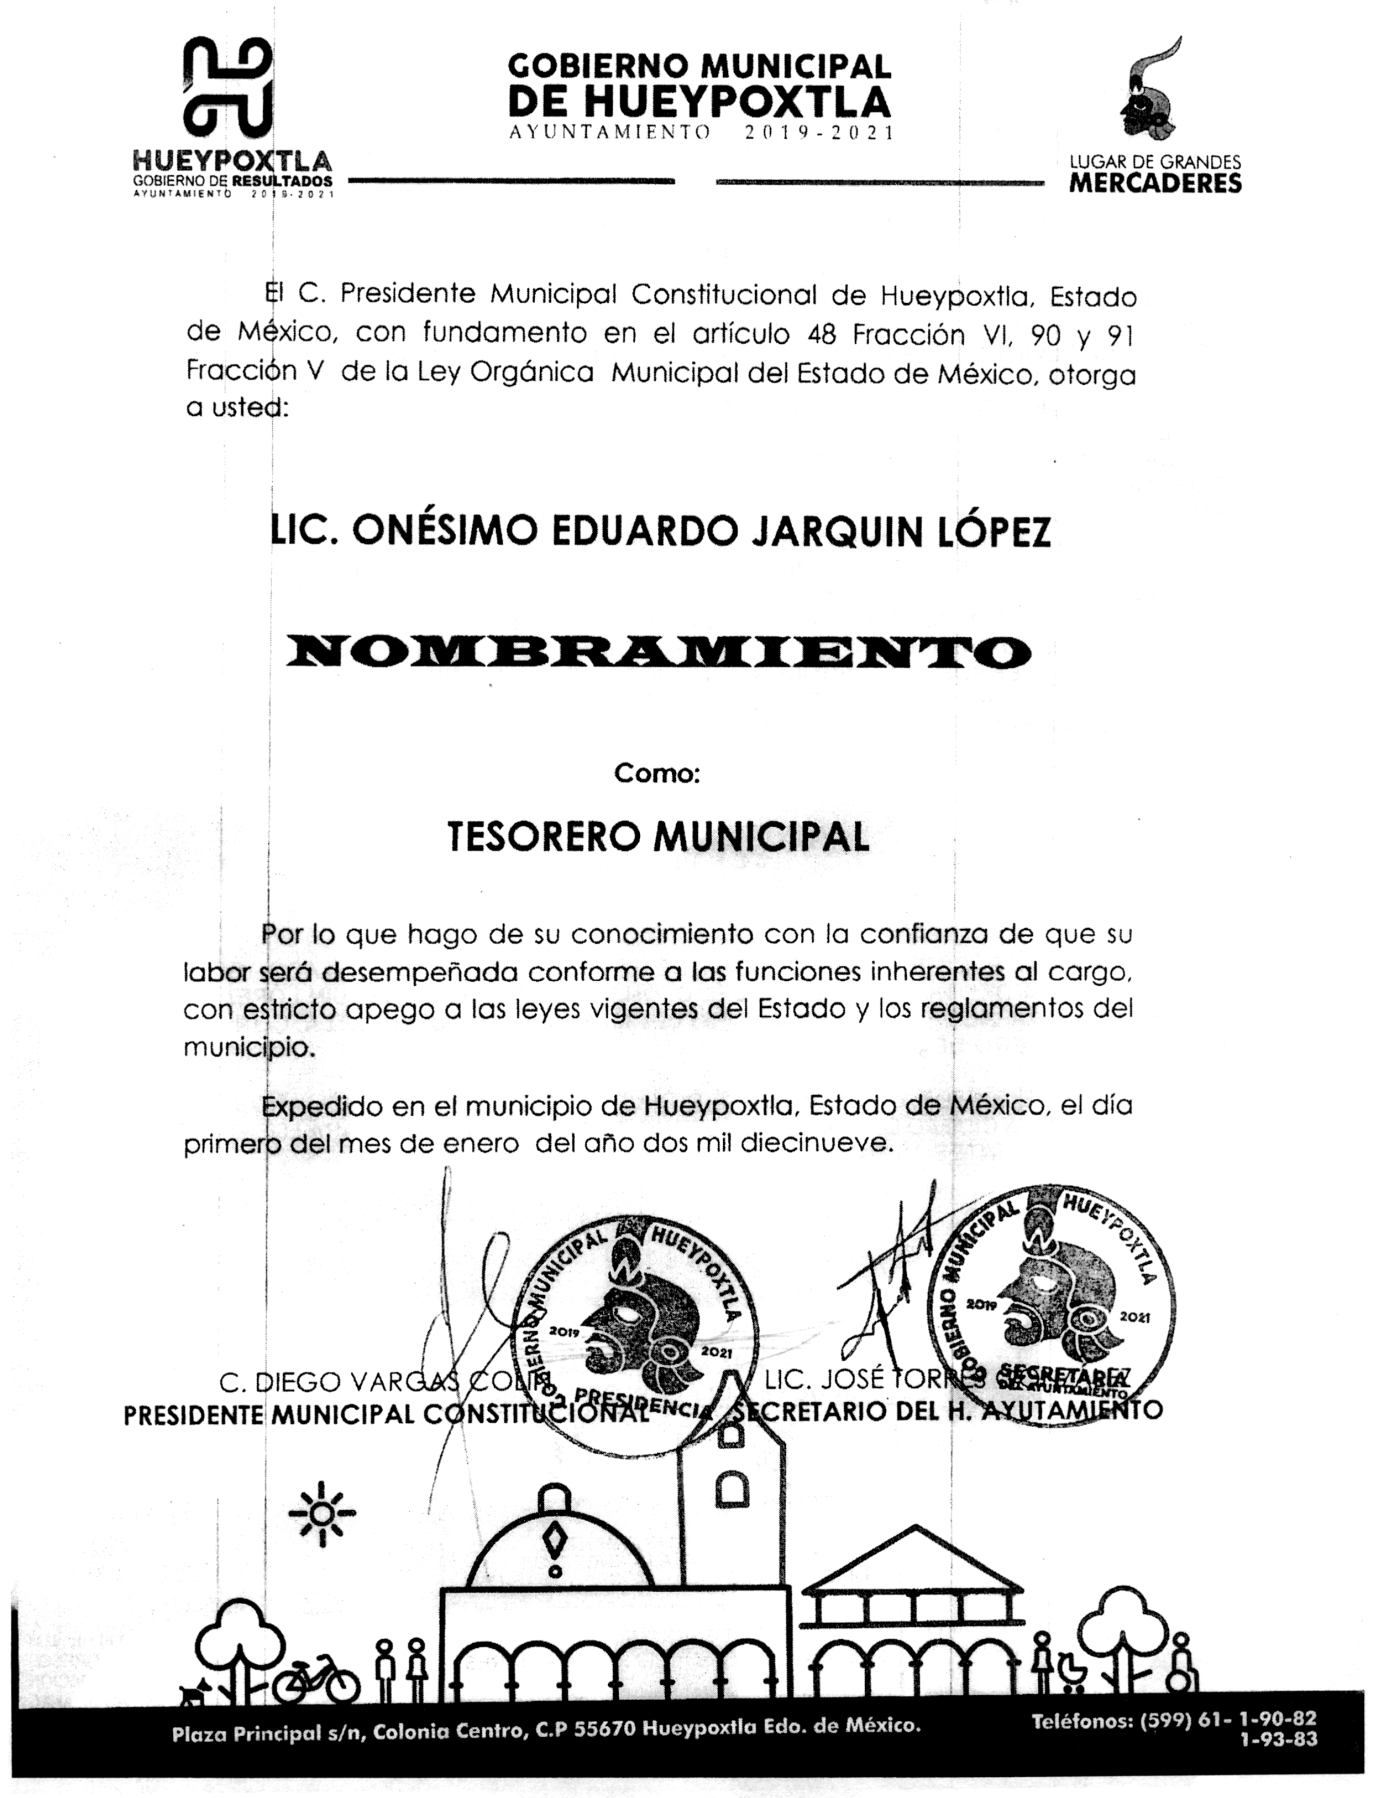 HUEYPOXTLA
GOBIERNO DE RESULTADOS
AYUNTAMIENTO 2019-2021
GOBIERNO MUNICIPAL
DE HUEYPOXTLA
AYUNTAMIENTO 2019-2021
LUGAR DE GRANDES
MERCADERES
El C. Presidente Municipal Constitucional de Hueypoxtla, Estado
de México, con fundamento en el artículo 48 Fracción VI, 90 y 91
Fracción V de la Ley Orgánica Municipal del Estado de México, otorga
a usted:
LIC. ONÉSIMO EDUARDO JARQUIN LÓPEZ
NOMBRAMIENTO
Como:
TESORERO MUNICIPAL
Por lo que hago de su conocimiento con la confianza de que su
labor será desempeñada conforme a las funciones inherentes al cargo,
con estricto apego a las leyes vigentes del Estado y los reglamentos del
municipio.
Expedido en el municipio de Hueypoxtla, Estado de México, el día
primero del mes de enero del año dos mil diecinueve.
GOBIERNO MUNICIPAL HUEYPOXTLA
2019 2021
PRESIDENCIA
GOBIERNO MUNICIPAL HUEYPOXTLA
2019 2021
SECRETARÍA
DEL AYUNTAMIENTO
C. DIEGO VARGAS COLIN
PRESIDENTE MUNICIPAL CONSTITUCIONAL
LIC. JOSÉ TORRES
SECRETARIO DEL H. AYUTAMIENTO
Plaza Principal s/n, Colonia Centro, C.P 55670 Hueypoxtla Edo. de México.
Teléfonos: (599) 61- 1-90-82
1-93-83